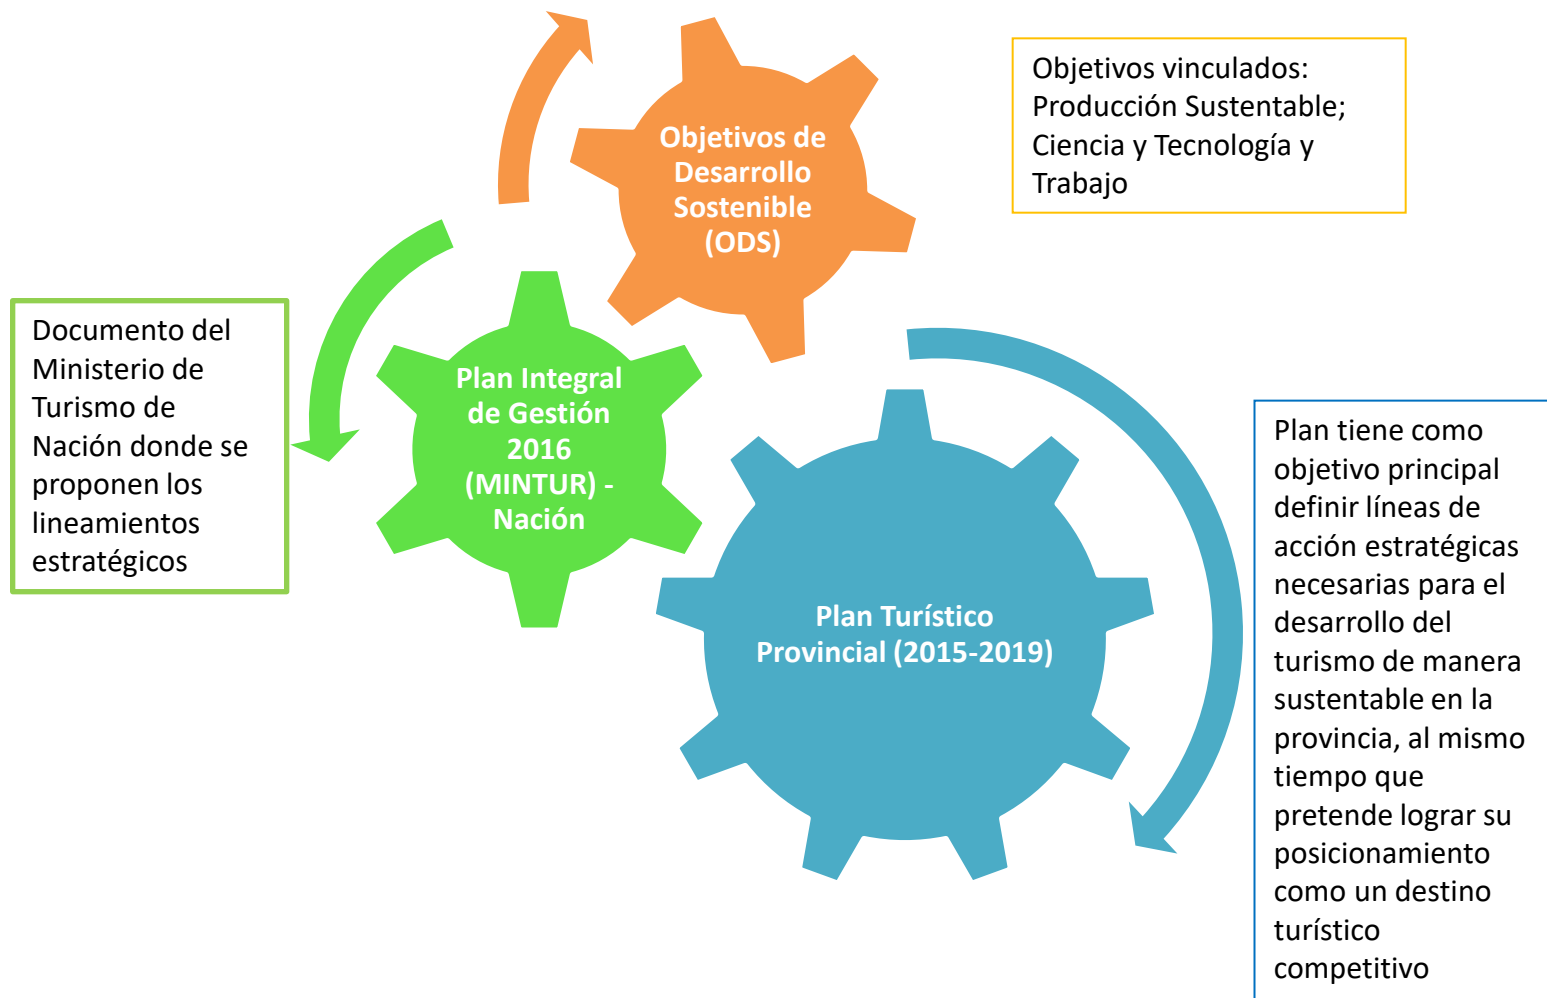 Objetivos de
Desarrollo
Sostenible
(ODS)
Objetivos vinculados:
Producción Sustentable;
Ciencia y Tecnología y
Trabajo
Documento del
Ministerio de
Turismo de
Nación donde se
proponen los
lineamientos
estratégicos
Plan Integral
de Gestión
2016
(MINTUR) -
Nación
Plan Turístico
Provincial (2015-2019)
Plan tiene como
objetivo principal
definir líneas de
acción estratégicas
necesarias para el
desarrollo del
turismo de manera
sustentable en la
provincia, al mismo
tiempo que
pretende lograr su
posicionamiento
como un destino
turístico
competitivo